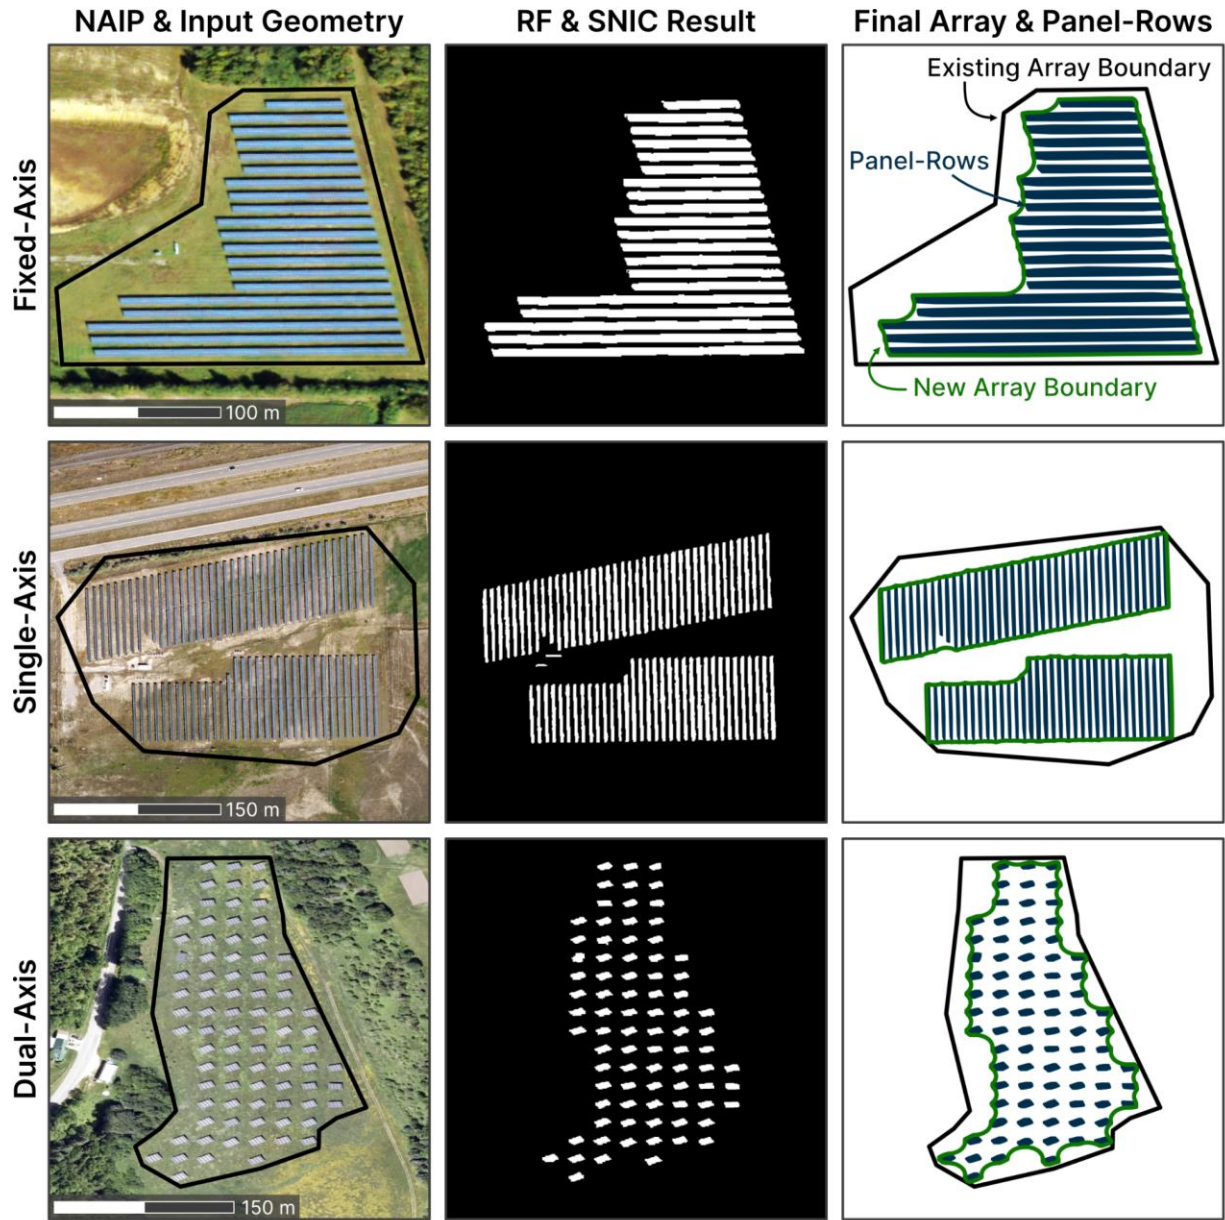 NAIP & Input Geometry
RF & SNIC Result
Final Array & Panel-Rows
Fixed-Axis
100 m
Existing Array Boundary
Panel-Rows
New Array Boundary
Single-Axis
150 m
Dual-Axis
150 m